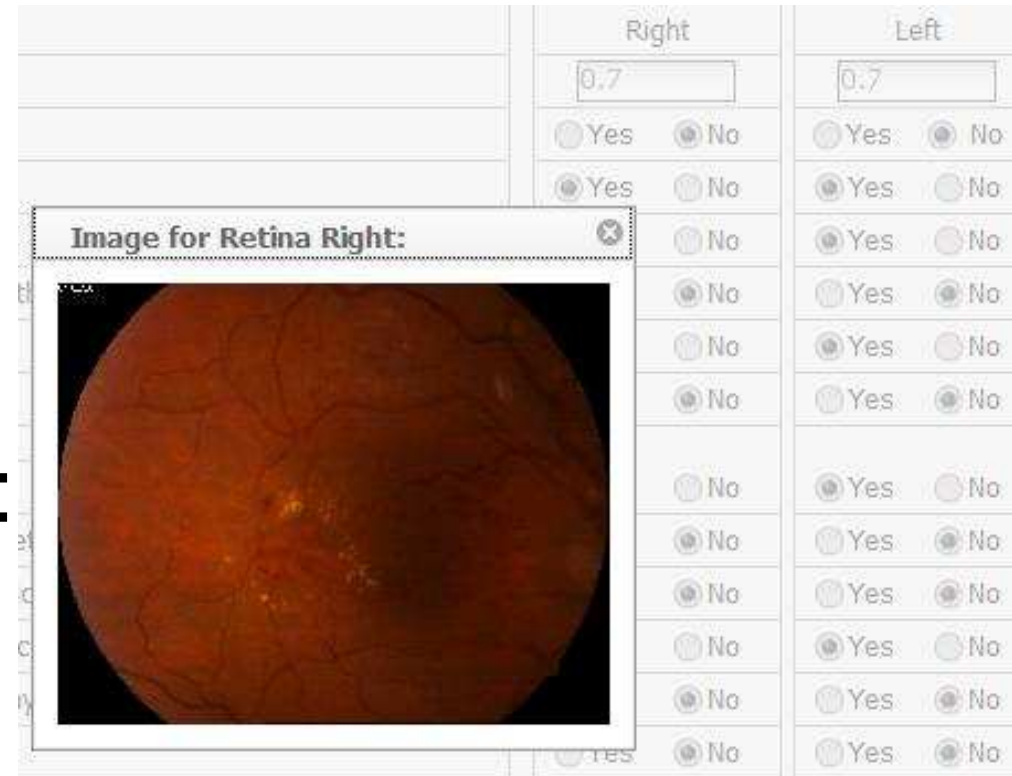 Right Left
0.7 0.7
Yes No Yes No
Yes No Yes No
Image for Retina Right:
No Yes No
No Yes No
No Yes No
No Yes No
No Yes No
No Yes No
No Yes No
No Yes No
No Yes No
Yes No Yes No